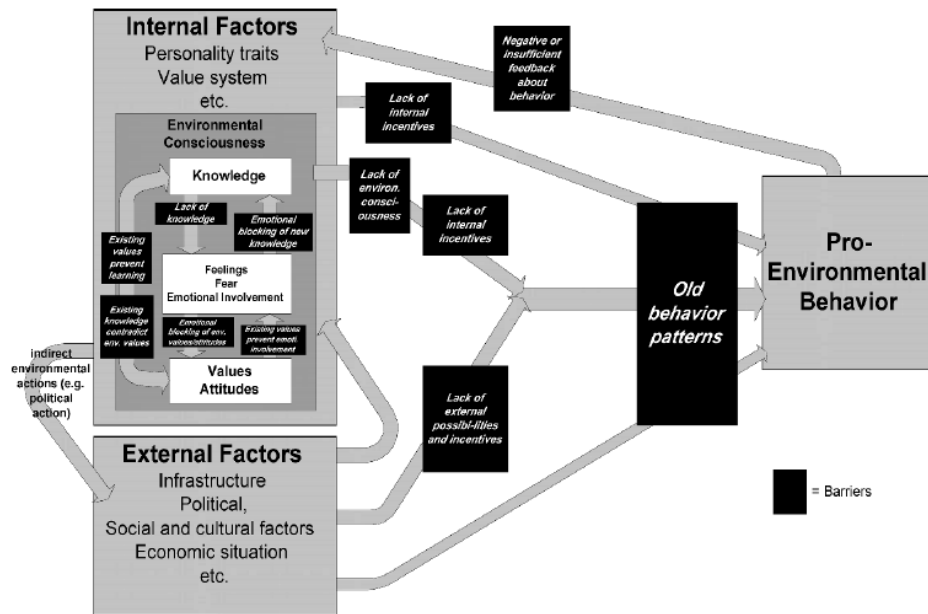 Internal Factors
Personality traits
Value system
etc.
Environmental
Consciousness
Knowledge
Lack of
knowledge
Emotional
blocking of new
knowledge
Existing
values
prevent
learning
Feelings
Fear
Emotional Involvement
Existing
knowledge
contradict
env. values
Emotional
blocking of env.
values/attitudes
Existing values
prevent emoti.
involvement
Values
Attitudes
indirect
environmental
actions (e.g.
political
action)
External Factors
Infrastructure
Political,
Social and cultural factors
Economic situation
etc.
Negative or
insufficient
feedback
about
behavior
Lack of
internal
incentives
Lack of
environ.
consci-
ousness
Lack of
internal
incentives
Lack of
external
possibi-lities
and incentives
Old
behavior
patterns
Pro-
Environmental
Behavior
= Barriers